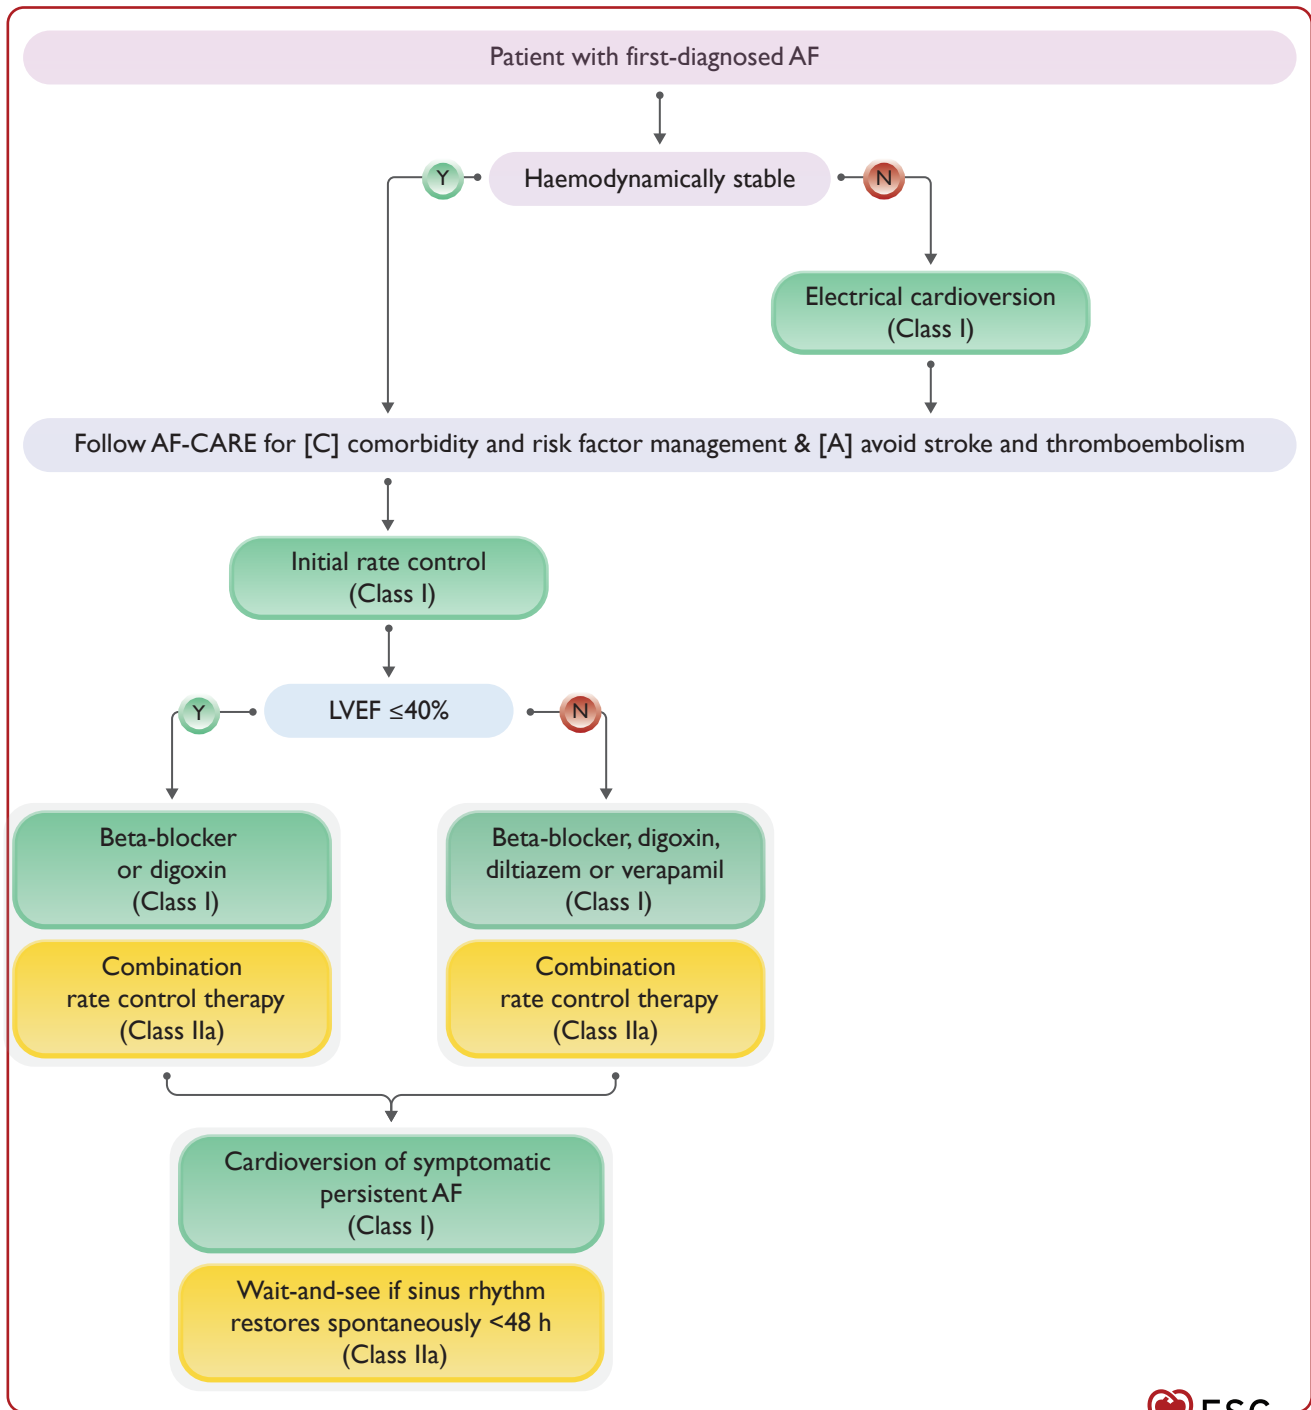 Patient with first-diagnosed AF
Y
Haemodynamically stable
N
Electrical cardioversion
(Class I)
Follow AF-CARE for [C] comorbidity and risk factor management & [A] avoid stroke and thromboembolism
Initial rate control
(Class I)
Y
LVEF ≤40%
N
Beta-blocker
or digoxin
(Class I)
Combination
rate control therapy
(Class IIa)
Beta-blocker, digoxin,
diltiazem or verapamil
(Class I)
Combination
rate control therapy
(Class IIa)
Cardioversion of symptomatic
persistent AF
(Class I)
Wait-and-see if sinus rhythm
restores spontaneously <48 h
(Class IIa)
ESC